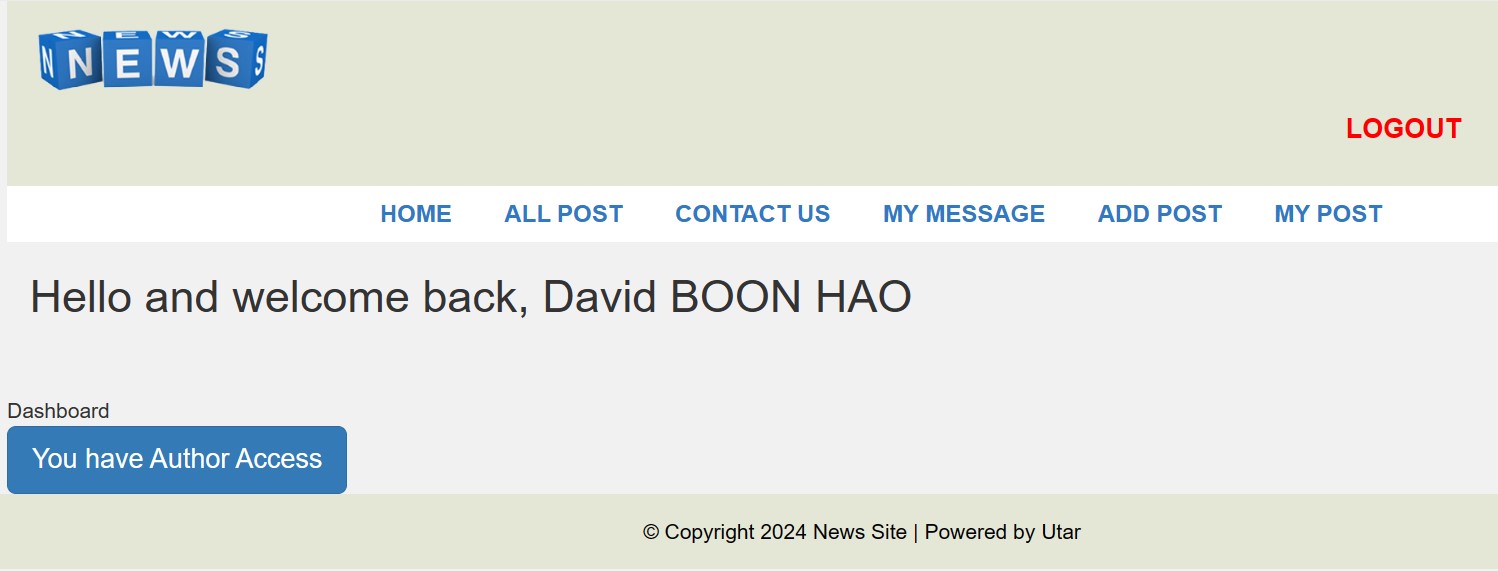 NEWS
LOGOUT
HOME ALL POST CONTACT US MY MESSAGE ADD POST MY POST
Hello and welcome back, David BOON HAO
Dashboard
You have Author Access
© Copyright 2024 News Site | Powered by Utar